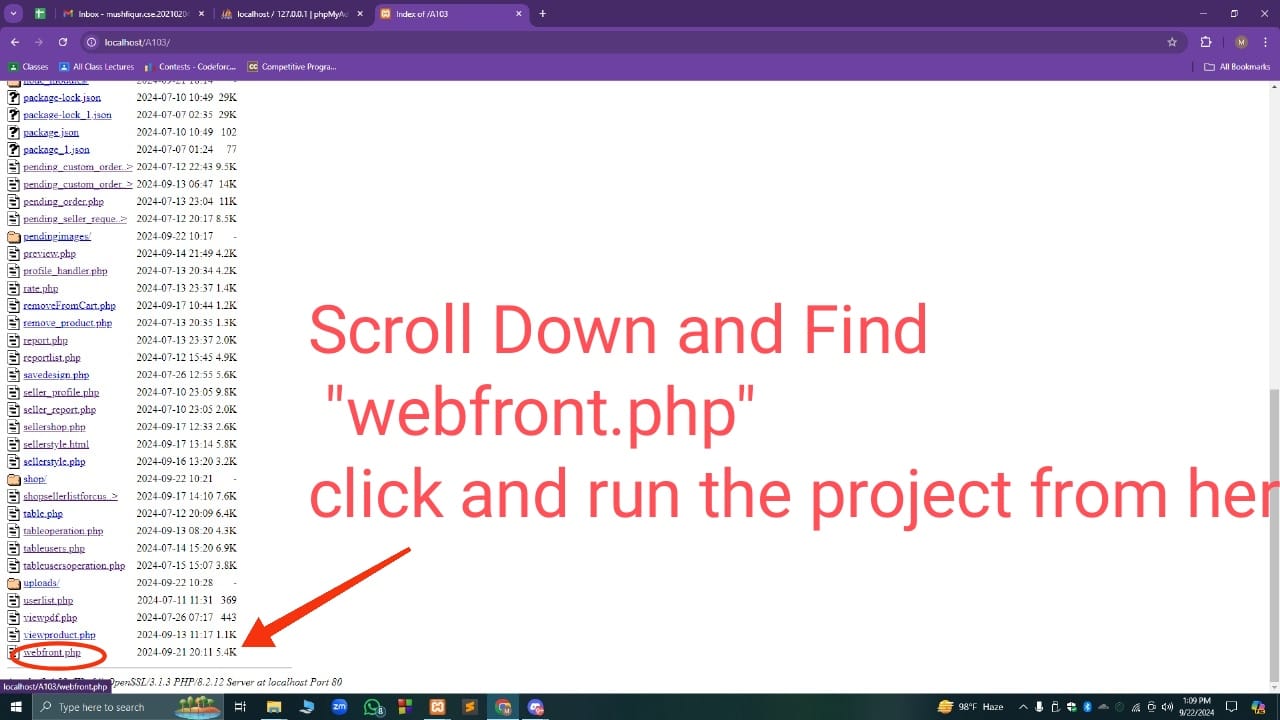 Inbox - mushfiqur.cse.2021020
localhost / 127.0.0.1 | phpMyAd
Index of /A103
localhost/A103/
M
Classes
All Class Lectures
Contests - Codeforc...
CC Competitive Progra...
All Bookmarks
package-lock.json 2024-07-10 10:49 29K
package-lock_1.json 2024-07-07 02:35 29K
package.json 2024-07-10 10:49 102
package_1.json 2024-07-07 01:24 77
pending_custom_order..> 2024-07-12 22:43 9.5K
pending_custom_order..> 2024-09-13 06:47 14K
pending_order.php 2024-07-13 23:04 11K
pending_seller_reque..> 2024-07-12 20:17 8.5K
pendingimages/ 2024-09-22 10:17 -
preview.php 2024-09-14 21:49 4.2K
profile_handler.php 2024-07-13 20:34 4.2K
rate.php 2024-07-13 23:37 1.4K
removeFromCart.php 2024-09-17 10:44 1.2K
remove_product.php 2024-07-13 20:35 1.3K
report.php 2024-07-13 23:37 2.0K
reportlist.php 2024-07-12 15:45 4.9K
savedesign.php 2024-07-26 12:55 5.6K
seller_profile.php 2024-07-10 23:05 9.8K
seller_report.php 2024-07-10 23:05 2.0K
sellershop.php 2024-09-17 12:33 2.6K
sellerstyle.html 2024-09-17 13:14 5.8K
sellerstyle.php 2024-09-16 13:20 3.2K
shop/ 2024-09-22 10:21 -
shopsellerlistforcus..> 2024-09-17 14:10 7.6K
table.php 2024-07-12 20:09 6.4K
tableoperation.php 2024-09-13 08:20 4.3K
tableusers.php 2024-07-14 15:20 6.9K
tableusersoperation.php 2024-07-15 15:07 3.8K
uploads/ 2024-09-22 10:28 -
userlist.php 2024-07-11 11:31 369
viewpdf.php 2024-07-26 07:17 443
viewproduct.php 2024-09-13 11:17 1.1K
webfront.php 2024-09-21 20:11 5.4K
OpenSSL/3.1.3 PHP/8.2.12 Server at localhost Port 80
localhost/A103/webfront.php
Scroll Down and Find
"webfront.php"
click and run the project from her
Type here to search
zm
8
98°F Haze
1:09 PM
9/22/2024